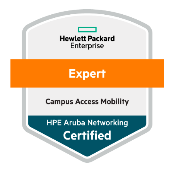 Hewlett Packard
Enterprise
Expert
Campus Access Mobility
HPE Aruba Networking
Certified